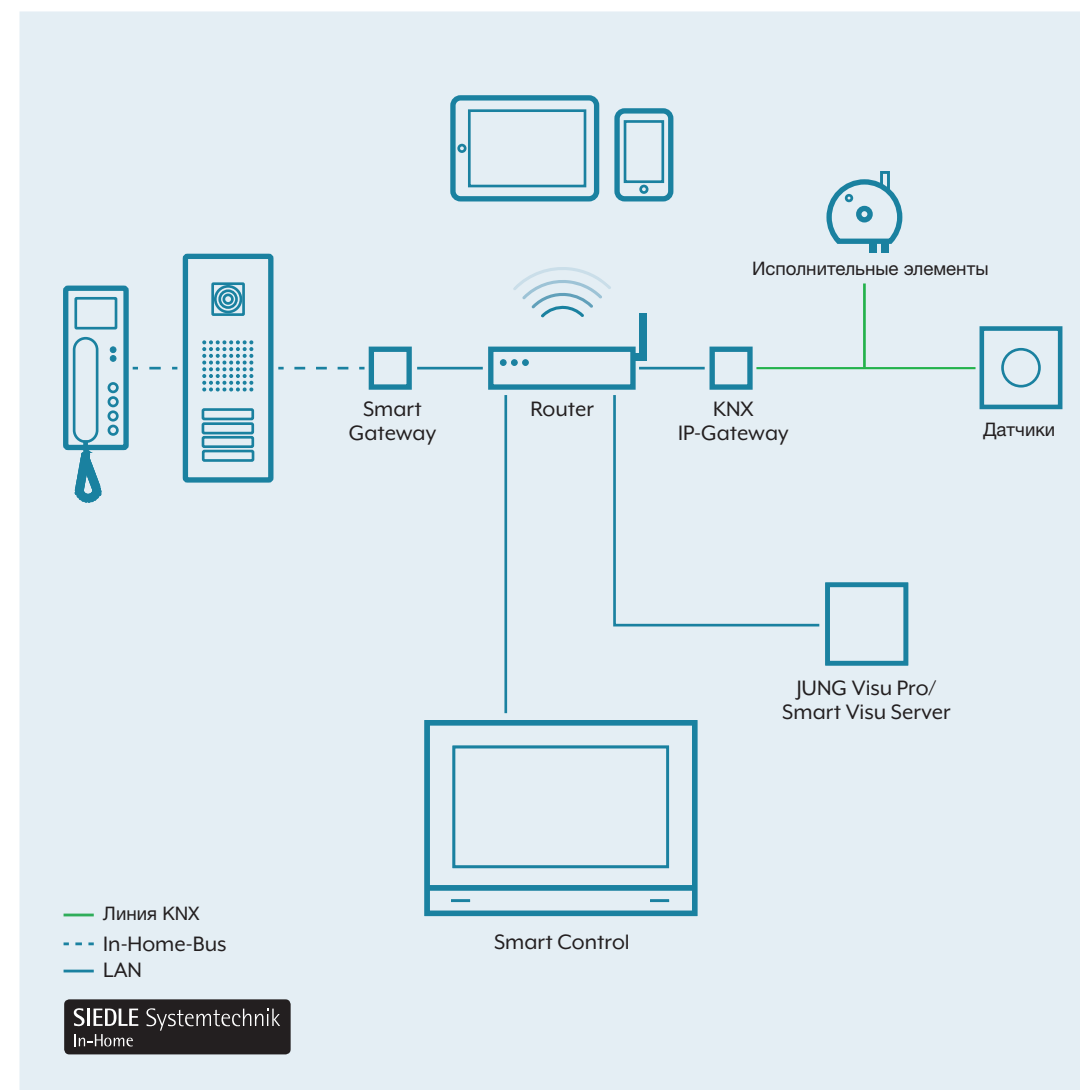 Исполнительные элементы
Smart
Gateway
Router
KNX
IP-Gateway
Датчики
JUNG Visu Pro/
Smart Visu Server
Smart Control
Линия KNX
In-Home-Bus
LAN
SIEDLE Systemtechnik
In-Home